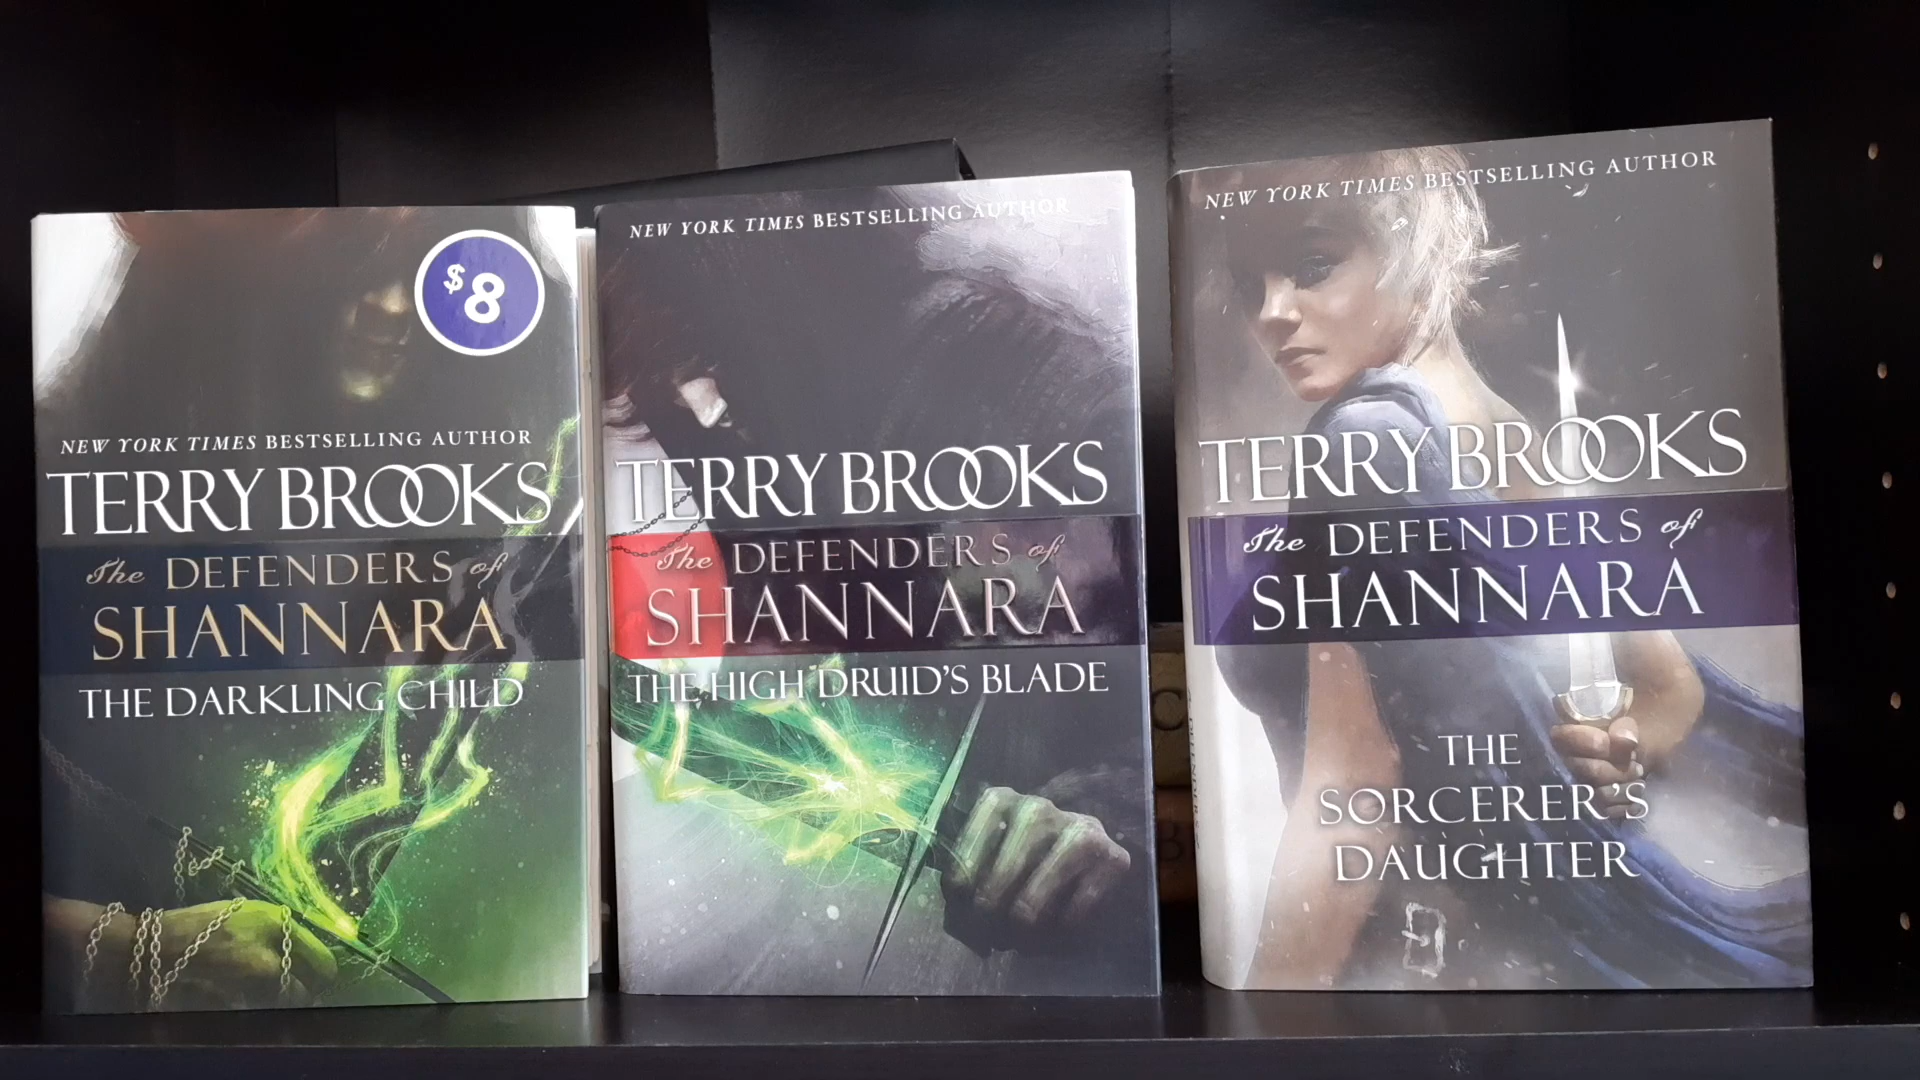 $8
NEW YORK TIMES BESTSELLING AUTHOR
TERRY BROOKS
The DEFENDERS of
SHANNARA
THE DARKLING CHILD
NEW YORK TIMES BESTSELLING AUTHOR
TERRY BROOKS
The DEFENDERS of
SHANNARA
THE HIGH DRUID'S BLADE
NEW YORK TIMES BESTSELLING AUTHOR
TERRY BROOKS
The DEFENDERS of
SHANNARA
THE
SORCERER'S
DAUGHTER